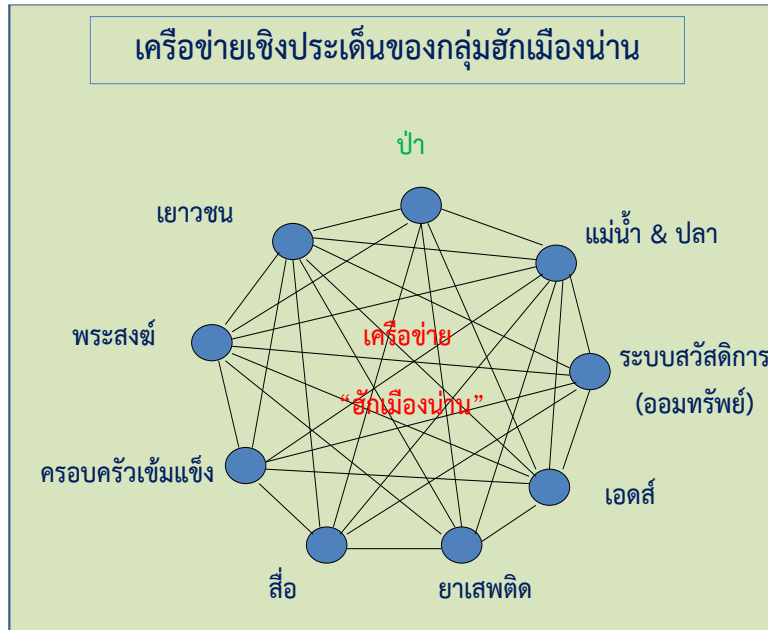 เครือข่ายเชิงประเด็นของกลุ่มฮักเมืองน่าน
ป่า
เยาวชน
แม่น้ำ & ปลา
พระสงฆ์
เครือข่าย
“ฮักเมืองน่าน”
ระบบสวัสดิการ
(ออมทรัพย์)
ครอบครัวเข้มแข็ง
เอดส์
สื่อ
ยาเสพติด